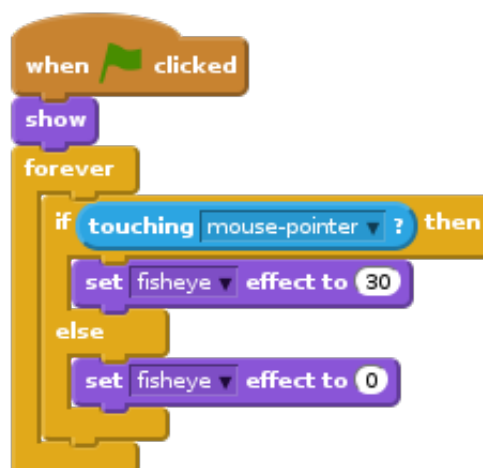 when clicked
show
forever
if touching mouse-pointer ? then
set fisheye effect to 30
else
set fisheye effect to 0